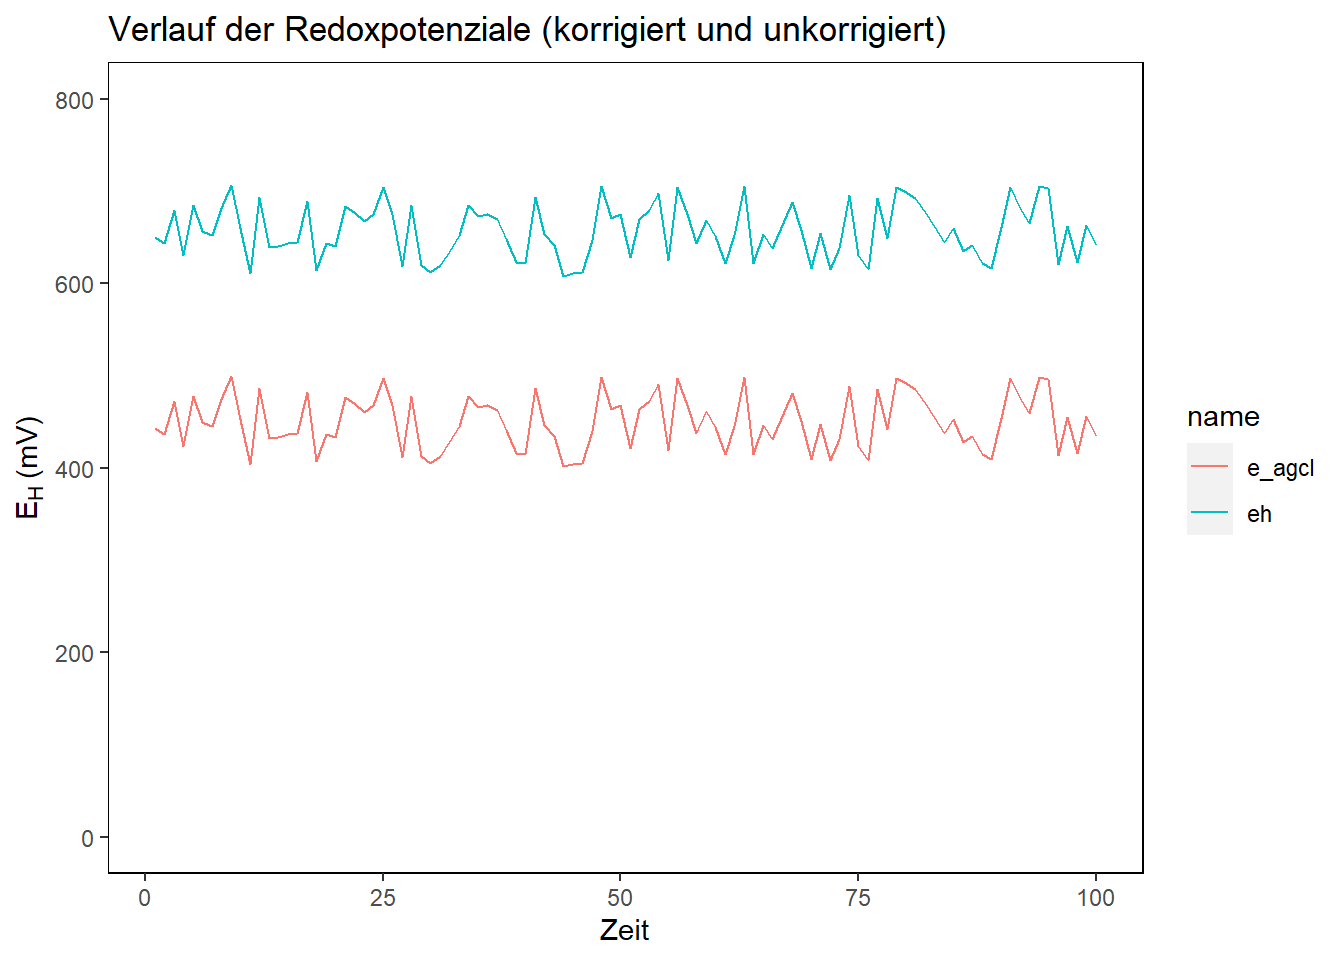 Verlauf der Redoxpotenziale (korrigiert und unkorrigiert)
800
600
400
200
0
E_H (mV)
0 25 50 75 100
Zeit
name
e_agcl
eh